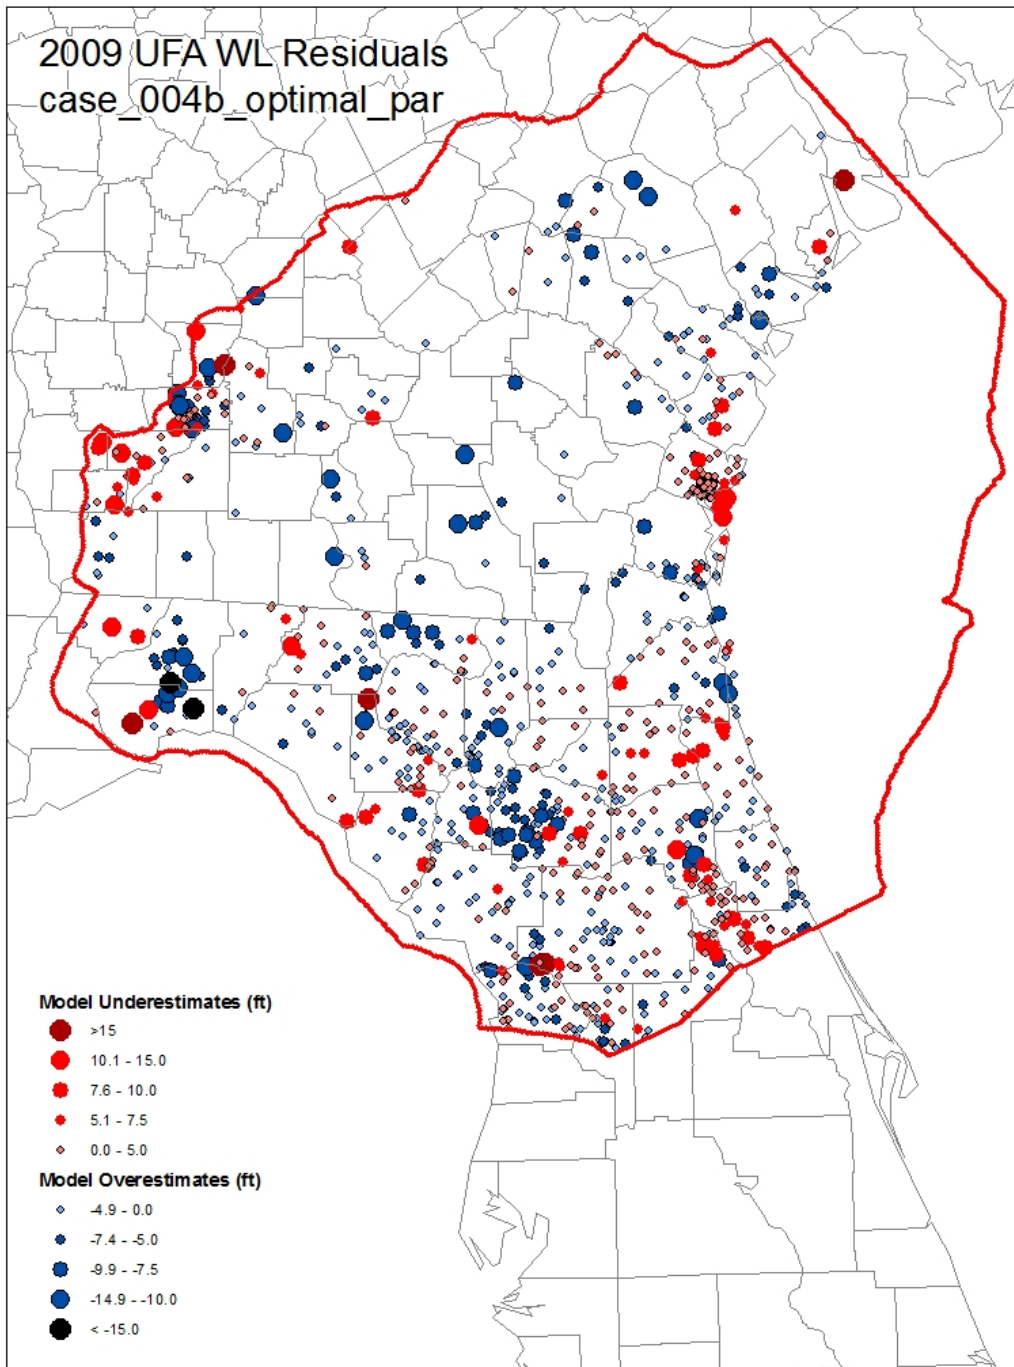 2009 UFA WL Residuals
case_004b_optimal_par
Model Underestimates (ft)
>15
10.1 - 15.0
7.6 - 10.0
5.1 - 7.5
0.0 - 5.0
Model Overestimates (ft)
-4.9 - 0.0
-7.4 - -5.0
-9.9 - -7.5
-14.9 - -10.0
< -15.0